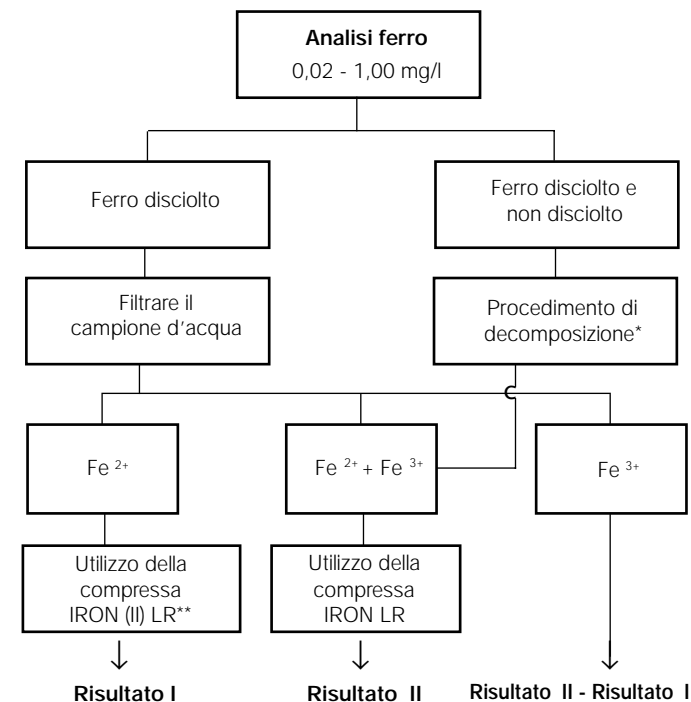 Analisi ferro
0,02 - 1,00 mg/l
Ferro disciolto
Ferro disciolto e
non disciolto
Filtrare il
campione d'acqua
Procedimento di
decomposizione*
Fe 2+
Fe 2+ + Fe 3+
Fe 3+
Utilizzo della
compressa
IRON (II) LR**
Utilizzo della
compressa
IRON LR
Risultato I
Risultato II
Risultato II - Risultato I